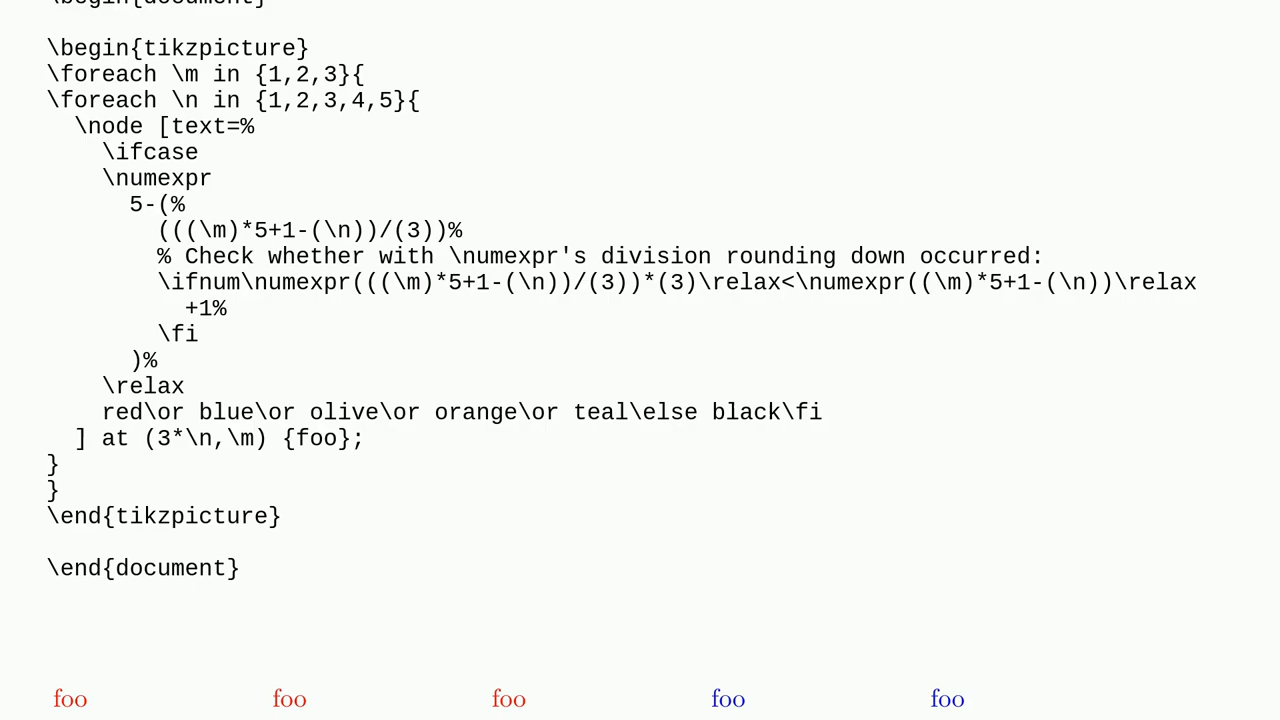 \begin{document}
\begin{tikzpicture}
\foreach \m in {1,2,3}{
\foreach \n in {1,2,3,4,5}{
  \node [text=%
    \ifcase
    \numexpr
      5-(%
        (((\m)*5+1-(\n))/(3))%
        % Check whether with \numexpr's division rounding down occurred:
        \ifnum\numexpr(((\m)*5+1-(\n))/(3))*(3)\relax<\numexpr((\m)*5+1-(\n))\relax
          +1%
        \fi
      )%
    \relax
    red\or blue\or olive\or orange\or teal\else black\fi
  ] at (3*\n,\m) {foo};
}
}
\end{tikzpicture}
\end{document}
foo foo foo foo foo